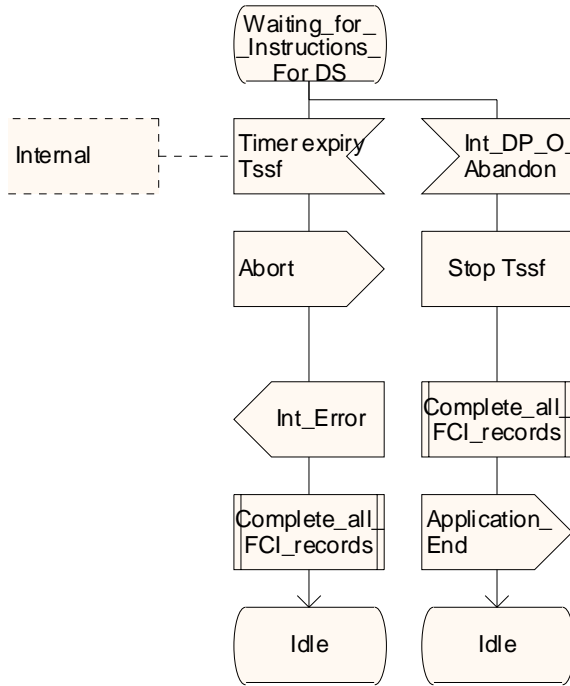 Waiting_for_
_Instructions_
For DS
Internal
Timer expiry
Tssf
Int_DP_O_
Abandon
Abort
Stop Tssf
Int_Error
Complete_all_
FCI_records
Complete_all_
FCI_records
Application_
End
Idle
Idle